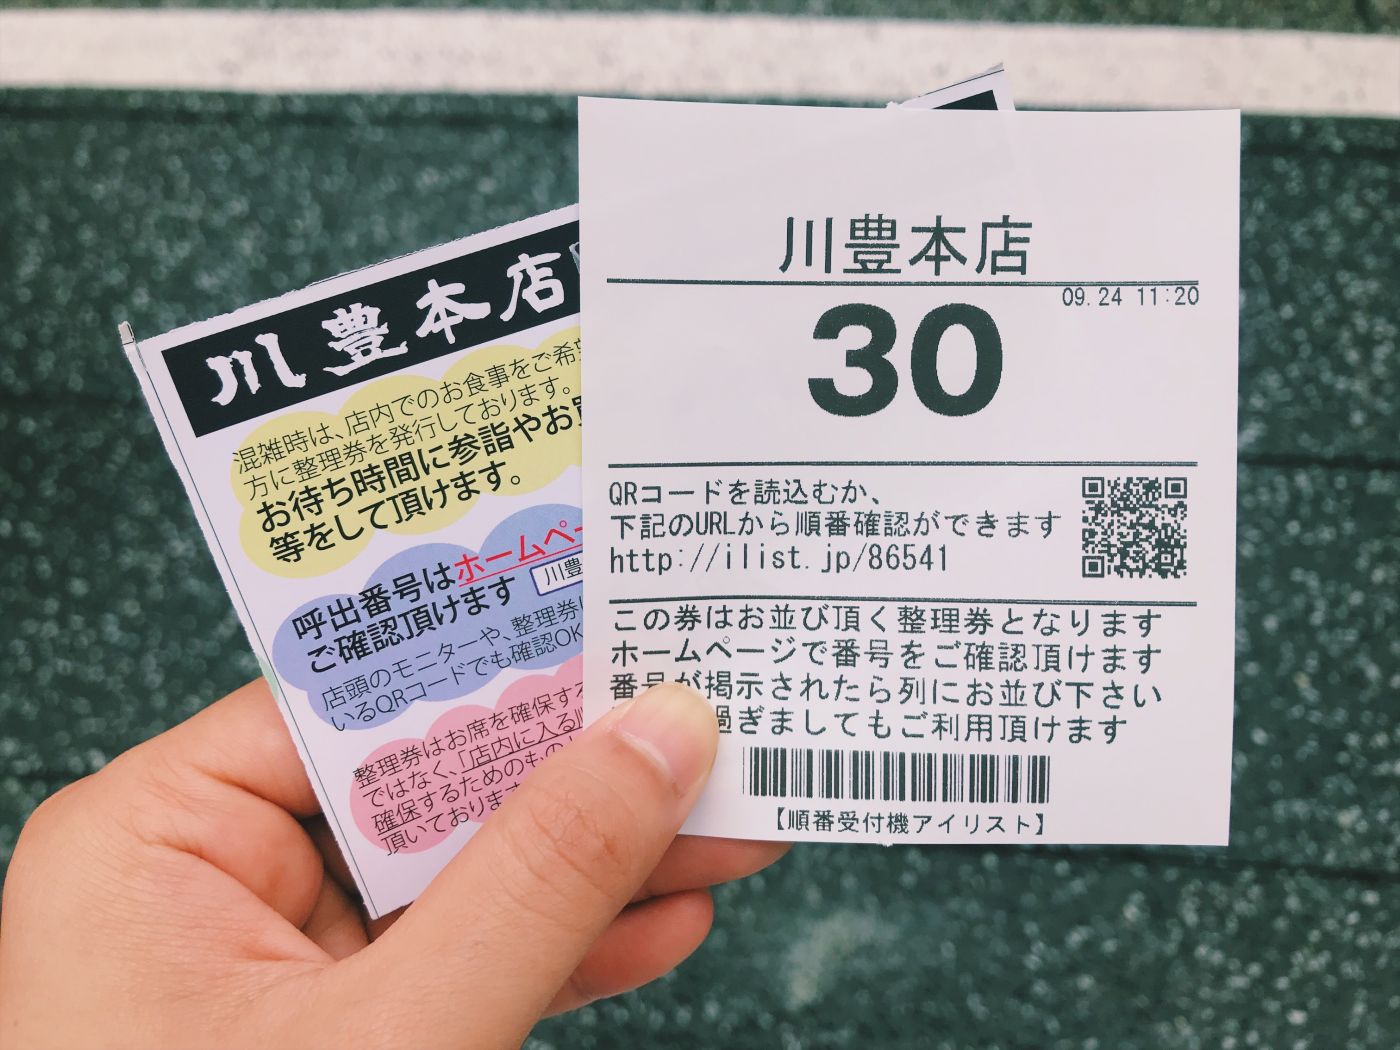 川豊本店
混雑時は、店内でのお食事をご希
方に整理券を発行しております。
お待ち時間に参詣やお
等をして頂けます。
呼出番号はホームペー
ご確認頂けます
川豊
店頭のモニターや、整理券
いるQRコードでも確認OK
整理券はお席を確保する
ではなく、「店内に入る
確保するためのもの
頂いております
川豊本店
09.24 11:20
30
QRコードを読込むか、
下記のURLから順番確認ができます
http://ilist.jp/86541
この券はお並び頂く整理券となります
ホームページで番号をご確認頂けます
番号が掲示されたら列にお並び下さい
過ぎましてもご利用頂けます
【順番受付機アイリスト】